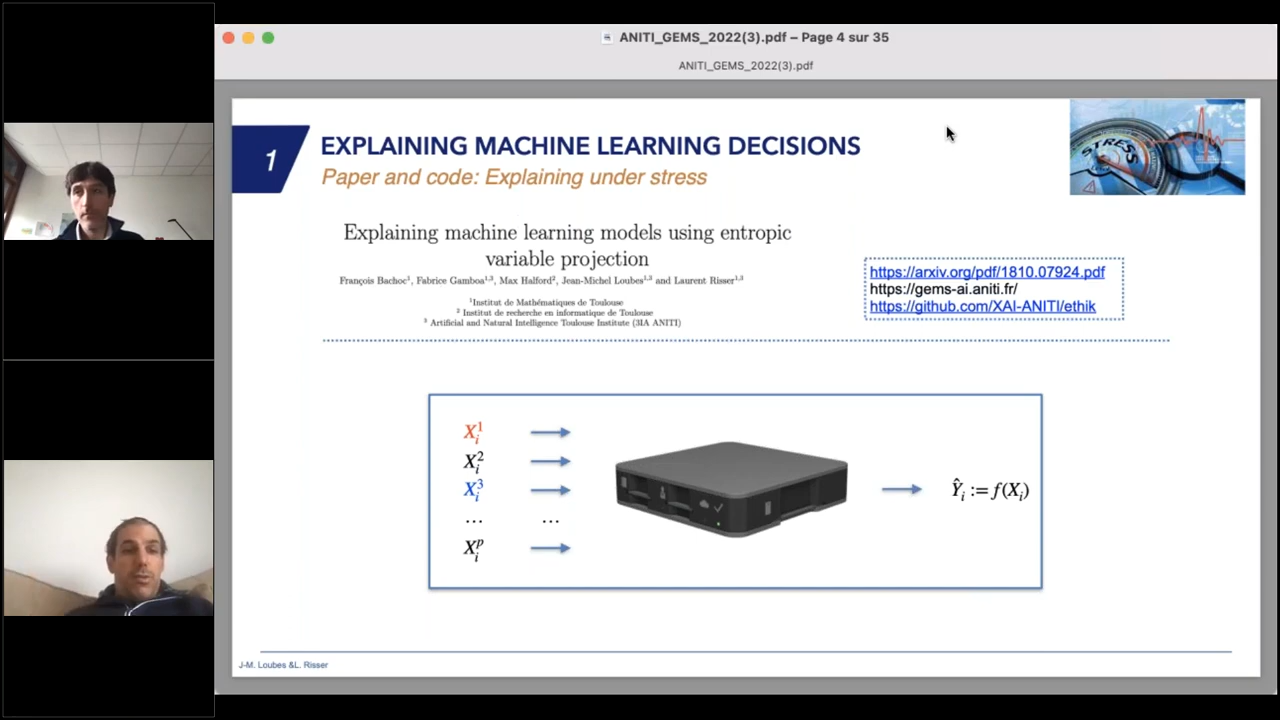 ANITI_GEMS_2022(3).pdf – Page 4 sur 35
ANITI_GEMS_2022(3).pdf
1
EXPLAINING MACHINE LEARNING DECISIONS
Paper and code: Explaining under stress
STRESS
Explaining machine learning models using entropic
variable projection
François Bachoc¹, Fabrice Gamboa¹,³, Max Halford², Jean-Michel Loubes¹,³ and Laurent Risser¹,³
¹Institut de Mathématiques de Toulouse
² Institut de recherche en informatique de Toulouse
³ Artificial and Natural Intelligence Toulouse Institute (3IA ANITI)
https://arxiv.org/pdf/1810.07924.pdf
https://gems-ai.aniti.fr/
https://github.com/XAI-ANITI/ethik
X_i^1
X_i^2
X_i^3
... ...
X_i^p
Ŷ_i := f(X_i)
J-M. Loubes &L. Risser